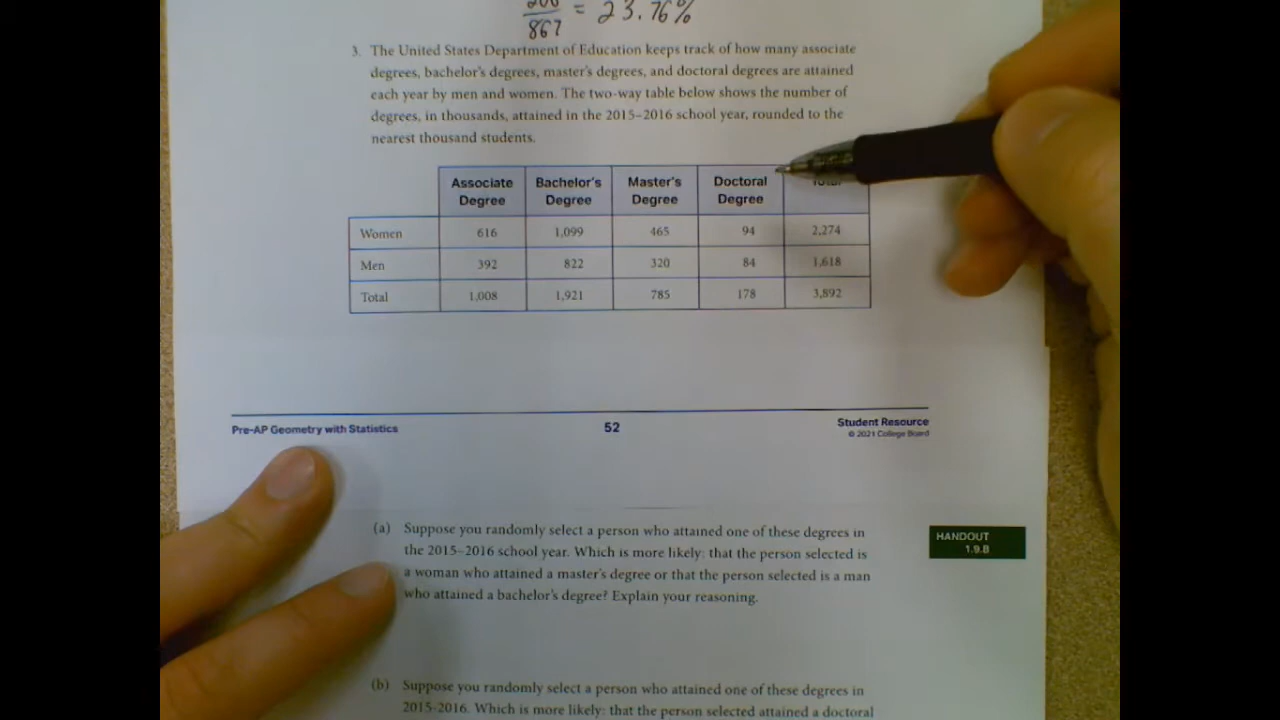 867 = 23.76%
3. The United States Department of Education keeps track of how many associate
degrees, bachelor's degrees, master's degrees, and doctoral degrees are attained
each year by men and women. The two-way table below shows the number of
degrees, in thousands, attained in the 2015–2016 school year, rounded to the
nearest thousand students.
Associate Degree Bachelor's Degree Master's Degree Doctoral Degree
Women 616 1,099 465 94 2,274
Men 392 822 320 84 1,618
Total 1,008 1,921 785 178 3,892
Pre-AP Geometry with Statistics 52 Student Resource
© 2021 College Board
HANDOUT
1.9.B
(a) Suppose you randomly select a person who attained one of these degrees in
the 2015–2016 school year. Which is more likely: that the person selected is
a woman who attained a master's degree or that the person selected is a man
who attained a bachelor's degree? Explain your reasoning.
(b) Suppose you randomly select a person who attained one of these degrees in
2015-2016. Which is more likely: that the person selected attained a doctoral